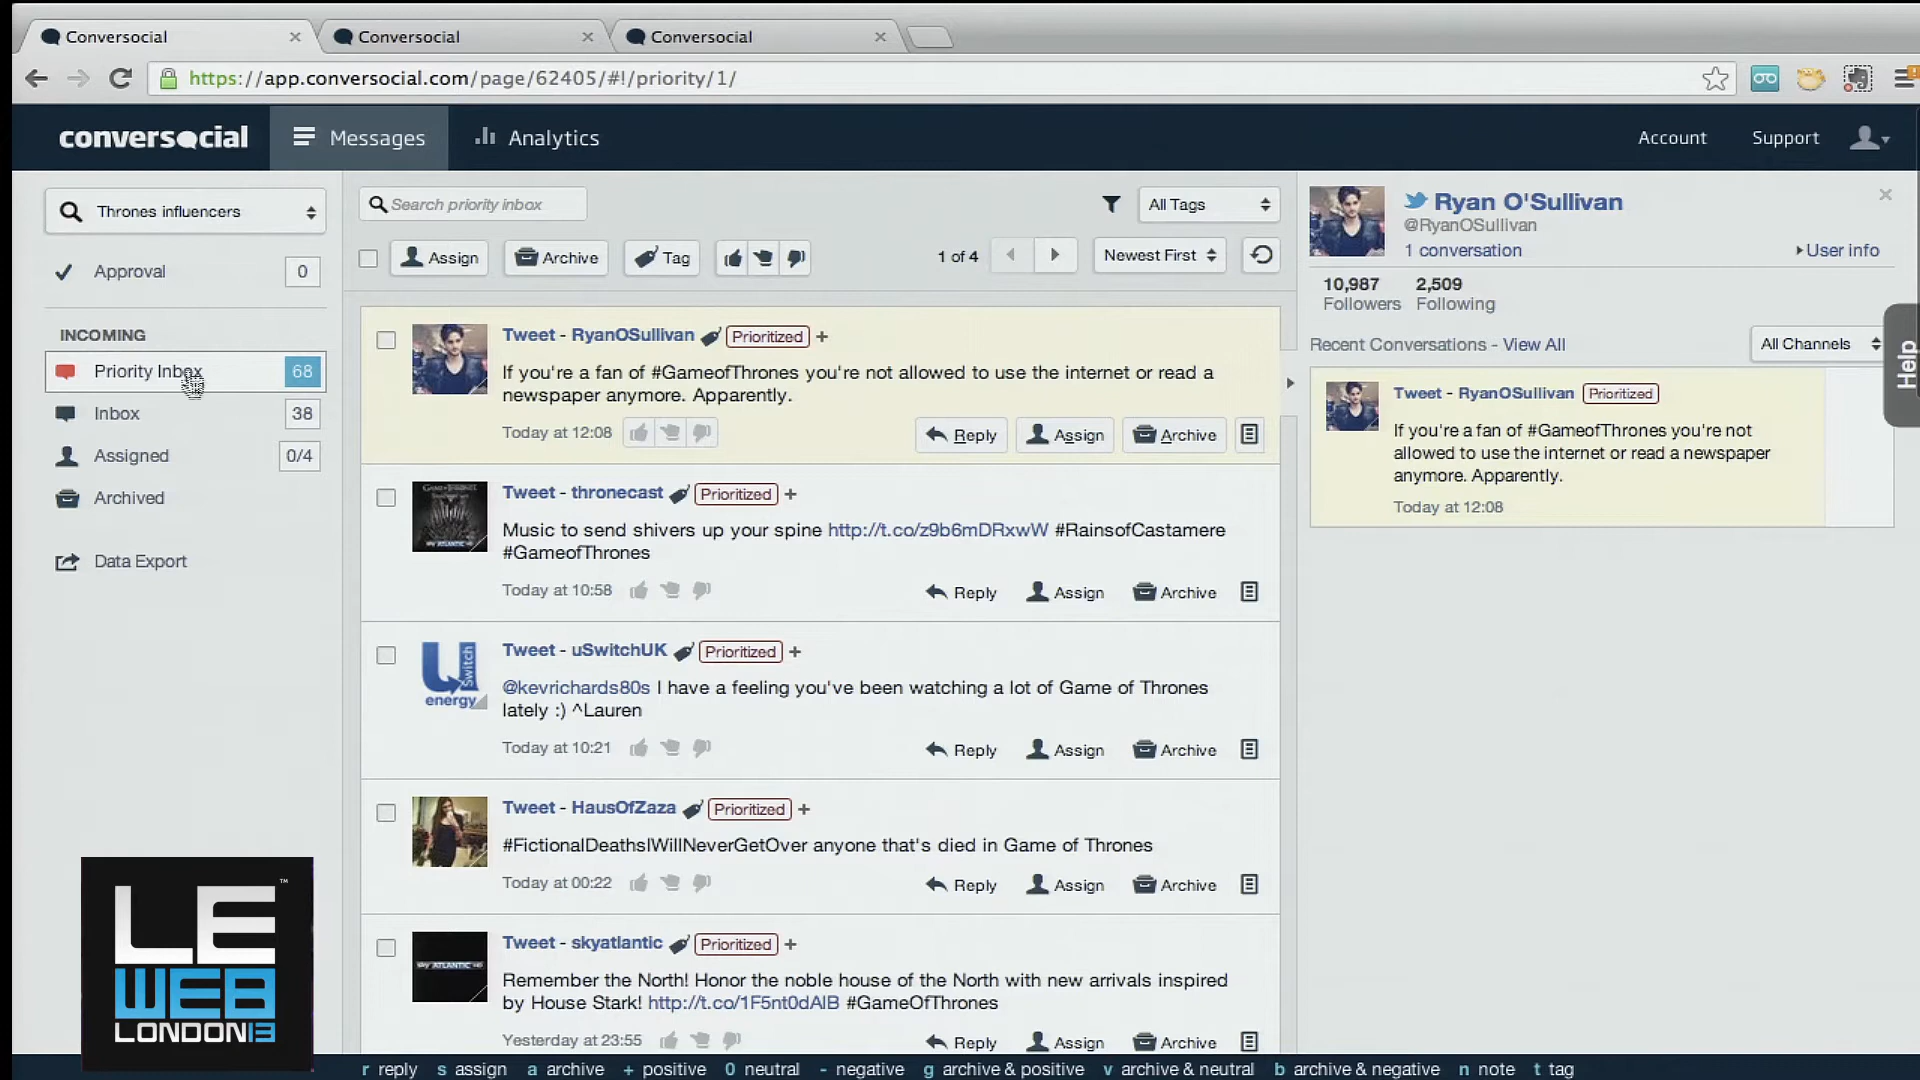 Conversocial
Conversocial
Conversocial
https://app.conversocial.com/page/62405/#!/priority/1/
conversocial
Messages
Analytics
Account
Support
Thrones influencers
Approval
0
INCOMING
Priority Inbox
68
Inbox
38
Assigned
0/4
Archived
Data Export
Search priority inbox
All Tags
Assign
Archive
Tag
1 of 4
Newest First
Tweet - RyanOSullivan Prioritized +
If you're a fan of #GameofThrones you're not allowed to use the internet or read a
newspaper anymore. Apparently.
Today at 12:08
Reply
Assign
Archive
Tweet - thronecast Prioritized +
Music to send shivers up your spine http://t.co/z9b6mDRxwW #RainsofCastamere
#GameofThrones
Today at 10:58
Reply
Assign
Archive
U
Switch
energy
Tweet - uSwitchUK Prioritized +
@kevrichards80s I have a feeling you've been watching a lot of Game of Thrones
lately :) ^Lauren
Today at 10:21
Reply
Assign
Archive
Tweet - HausOfZaza Prioritized +
#FictionalDeathsIWillNeverGetOver anyone that's died in Game of Thrones
Today at 00:22
Reply
Assign
Archive
sky ATLANTIC HD
Tweet - skyatlantic Prioritized +
Remember the North! Honor the noble house of the North with new arrivals inspired
by House Stark! http://t.co/1F5nt0dAlB #GameOfThrones
Yesterday at 23:55
Reply
Assign
Archive
Ryan O'Sullivan
@RyanOSullivan
1 conversation
User info
10,987
Followers
2,509
Following
Recent Conversations - View All
All Channels
Tweet - RyanOSullivan Prioritized
If you're a fan of #GameofThrones you're not
allowed to use the internet or read a newspaper
anymore. Apparently.
Today at 12:08
Help
LE™
WEB
LONDON13
r reply s assign a archive + positive 0 neutral - negative g archive & positive v archive & neutral b archive & negative n note t tag